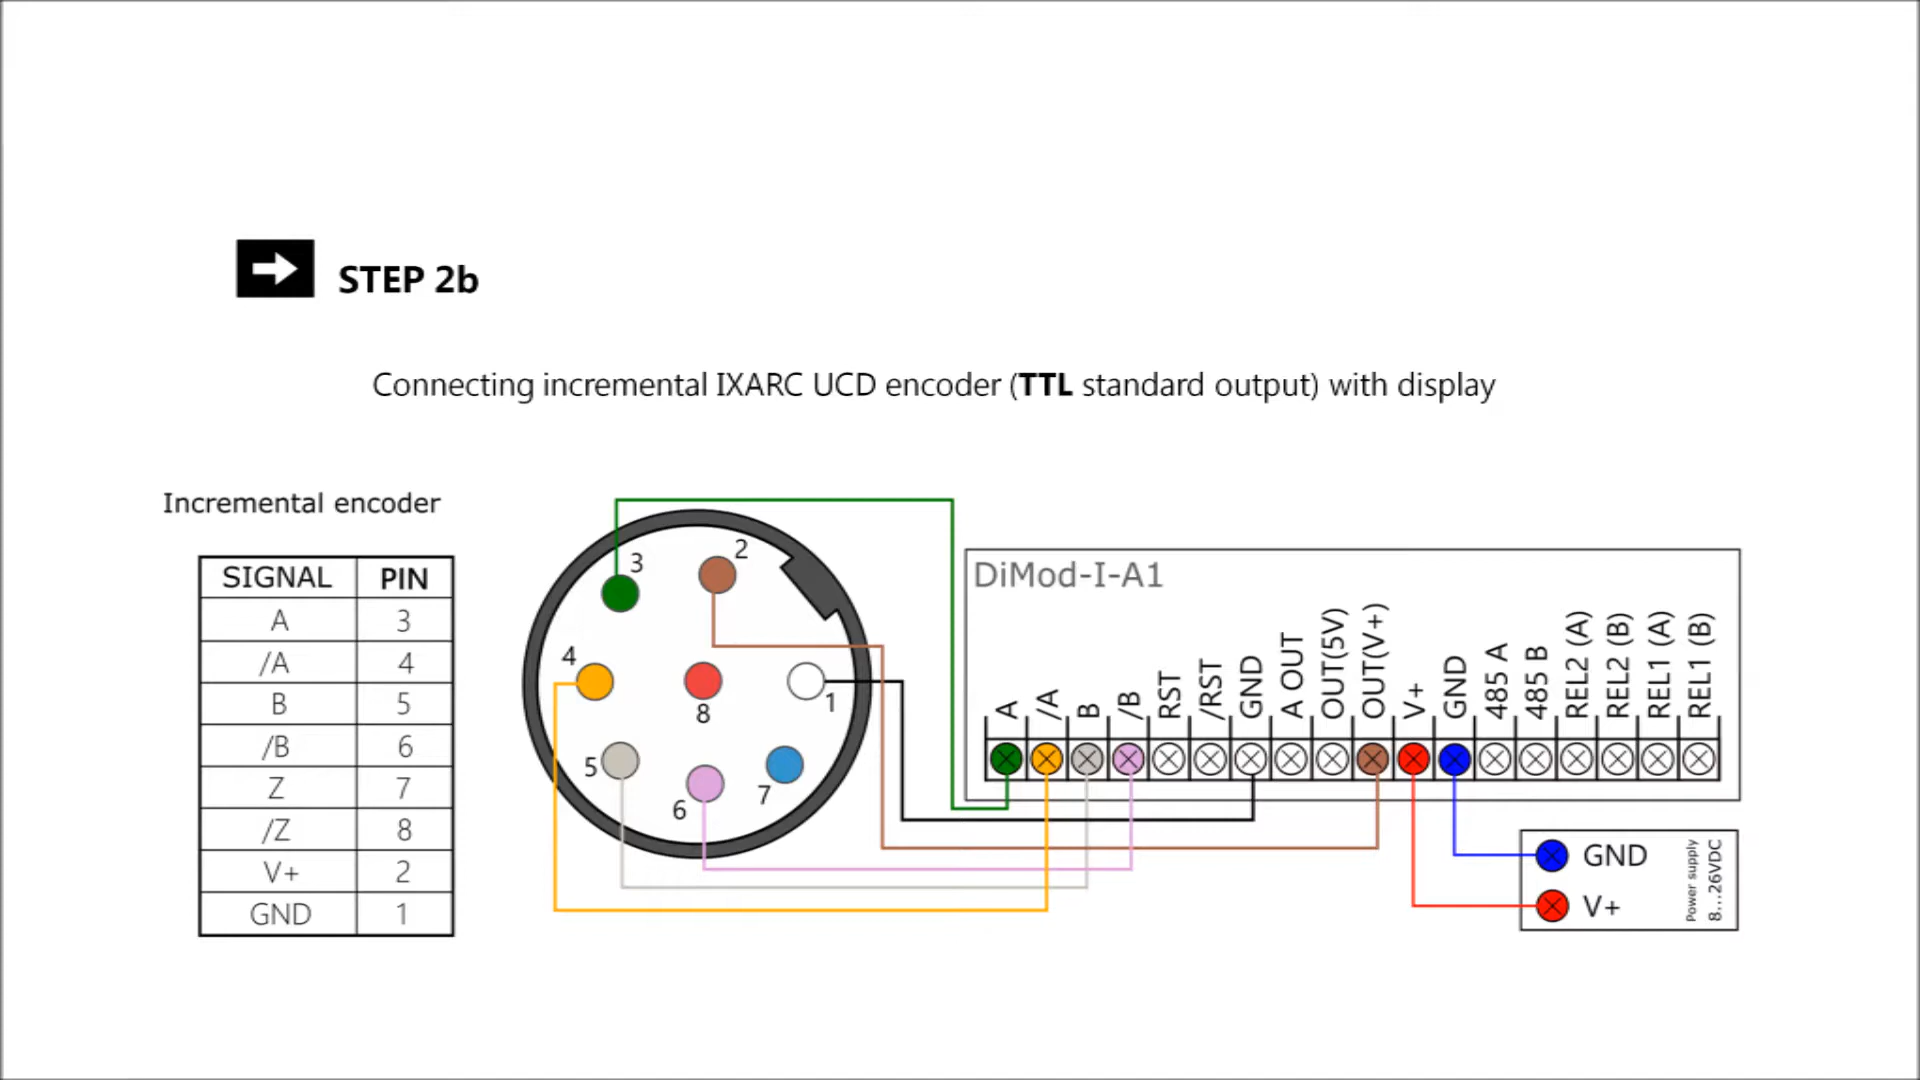 STEP 2b
Connecting incremental IXARC UCD encoder (TTL standard output) with display
Incremental encoder
SIGNAL PIN
A 3
/A 4
B 5
/B 6
Z 7
/Z 8
V+ 2
GND 1
3
2
4
8
1
5
6
7
DiMod-I-A1
A
/A
B
/B
RST
/RST
GND
A OUT
OUT(5V)
OUT(V+)
V+
GND
485 A
485 B
REL2 (A)
REL2 (B)
REL1 (A)
REL1 (B)
GND
V+
Power supply
8...26VDC